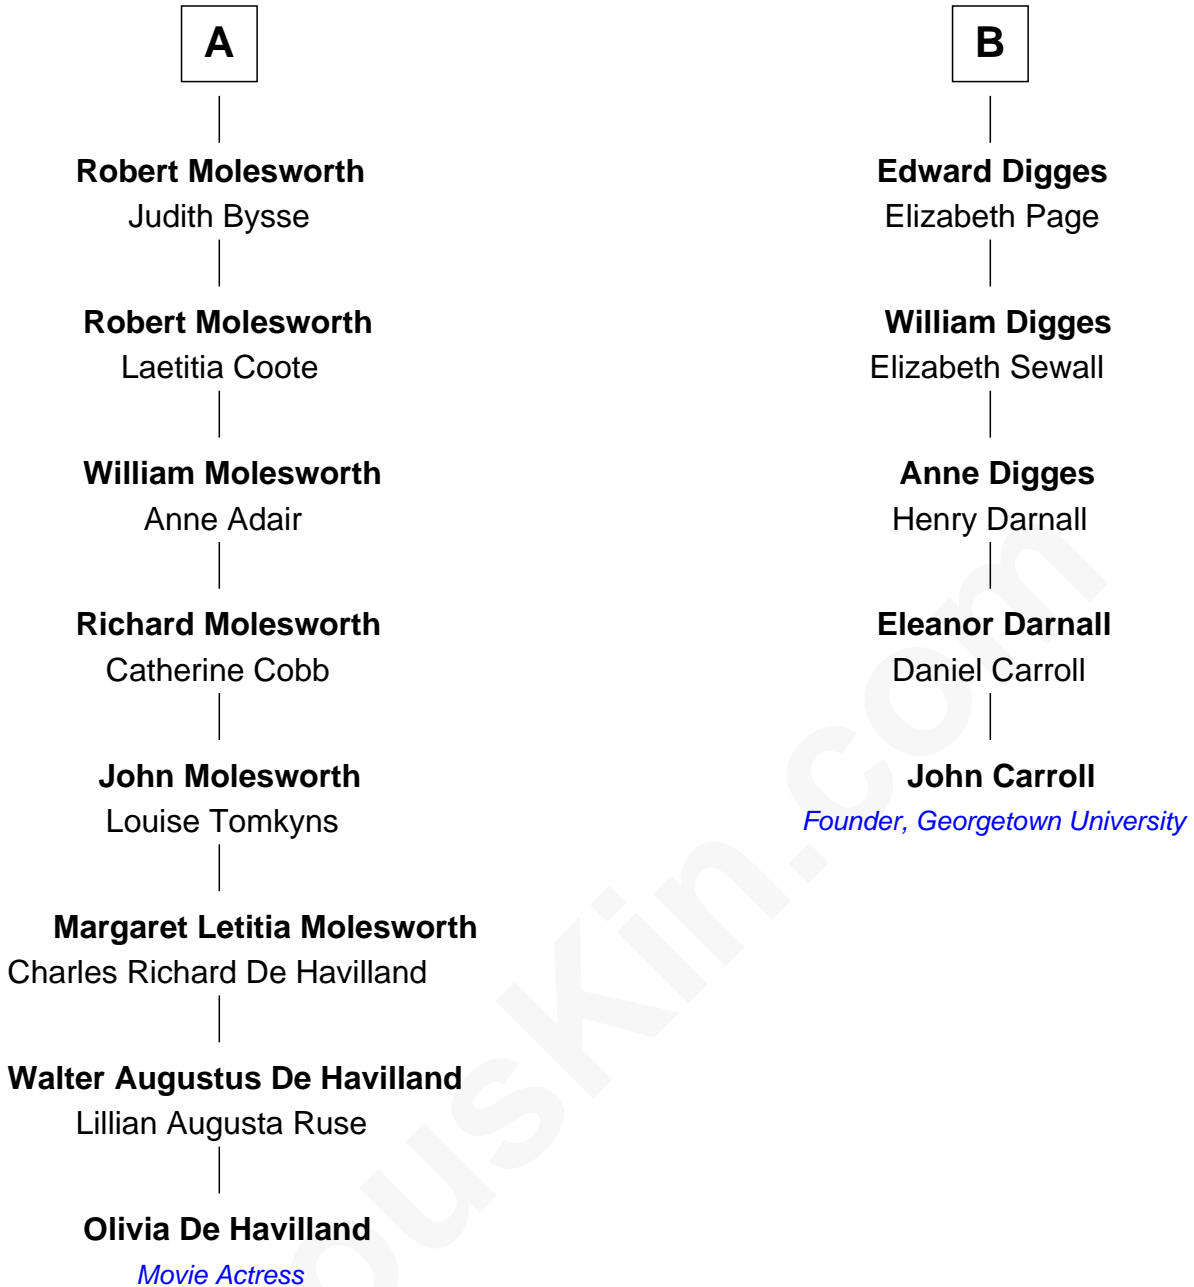 A
Robert Molesworth
Judith Bysse
Robert Molesworth
Laetitia Coote
William Molesworth
Anne Adair
Richard Molesworth
Catherine Cobb
John Molesworth
Louise Tomkyns
Margaret Letitia Molesworth
Charles Richard De Havilland
Walter Augustus De Havilland
Lillian Augusta Ruse
Olivia De Havilland
Movie Actress
B
Edward Digges
Elizabeth Page
William Digges
Elizabeth Sewall
Anne Digges
Henry Darnall
Eleanor Darnall
Daniel Carroll
John Carroll
Founder, Georgetown University
ousKin.com